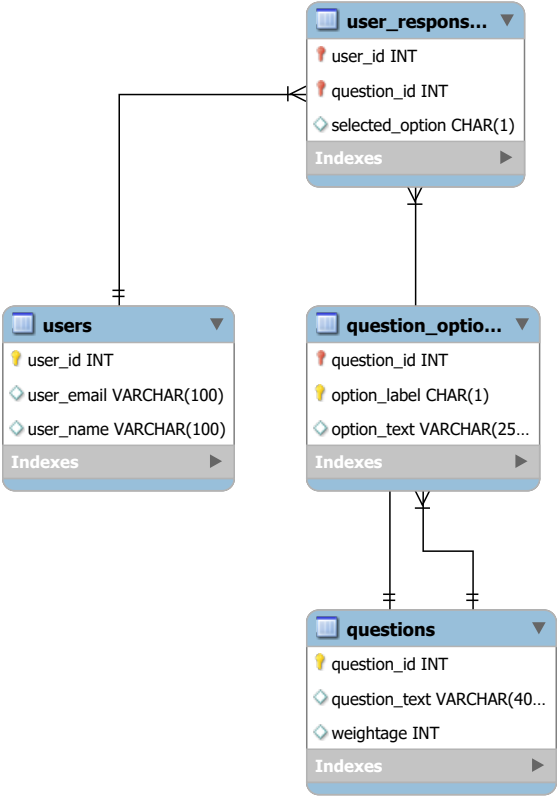 user_respons...
user_id INT
question_id INT
selected_option CHAR(1)
Indexes
users
user_id INT
user_email VARCHAR(100)
user_name VARCHAR(100)
Indexes
question_optio...
question_id INT
option_label CHAR(1)
option_text VARCHAR(25...
Indexes
questions
question_id INT
question_text VARCHAR(40...
weightage INT
Indexes